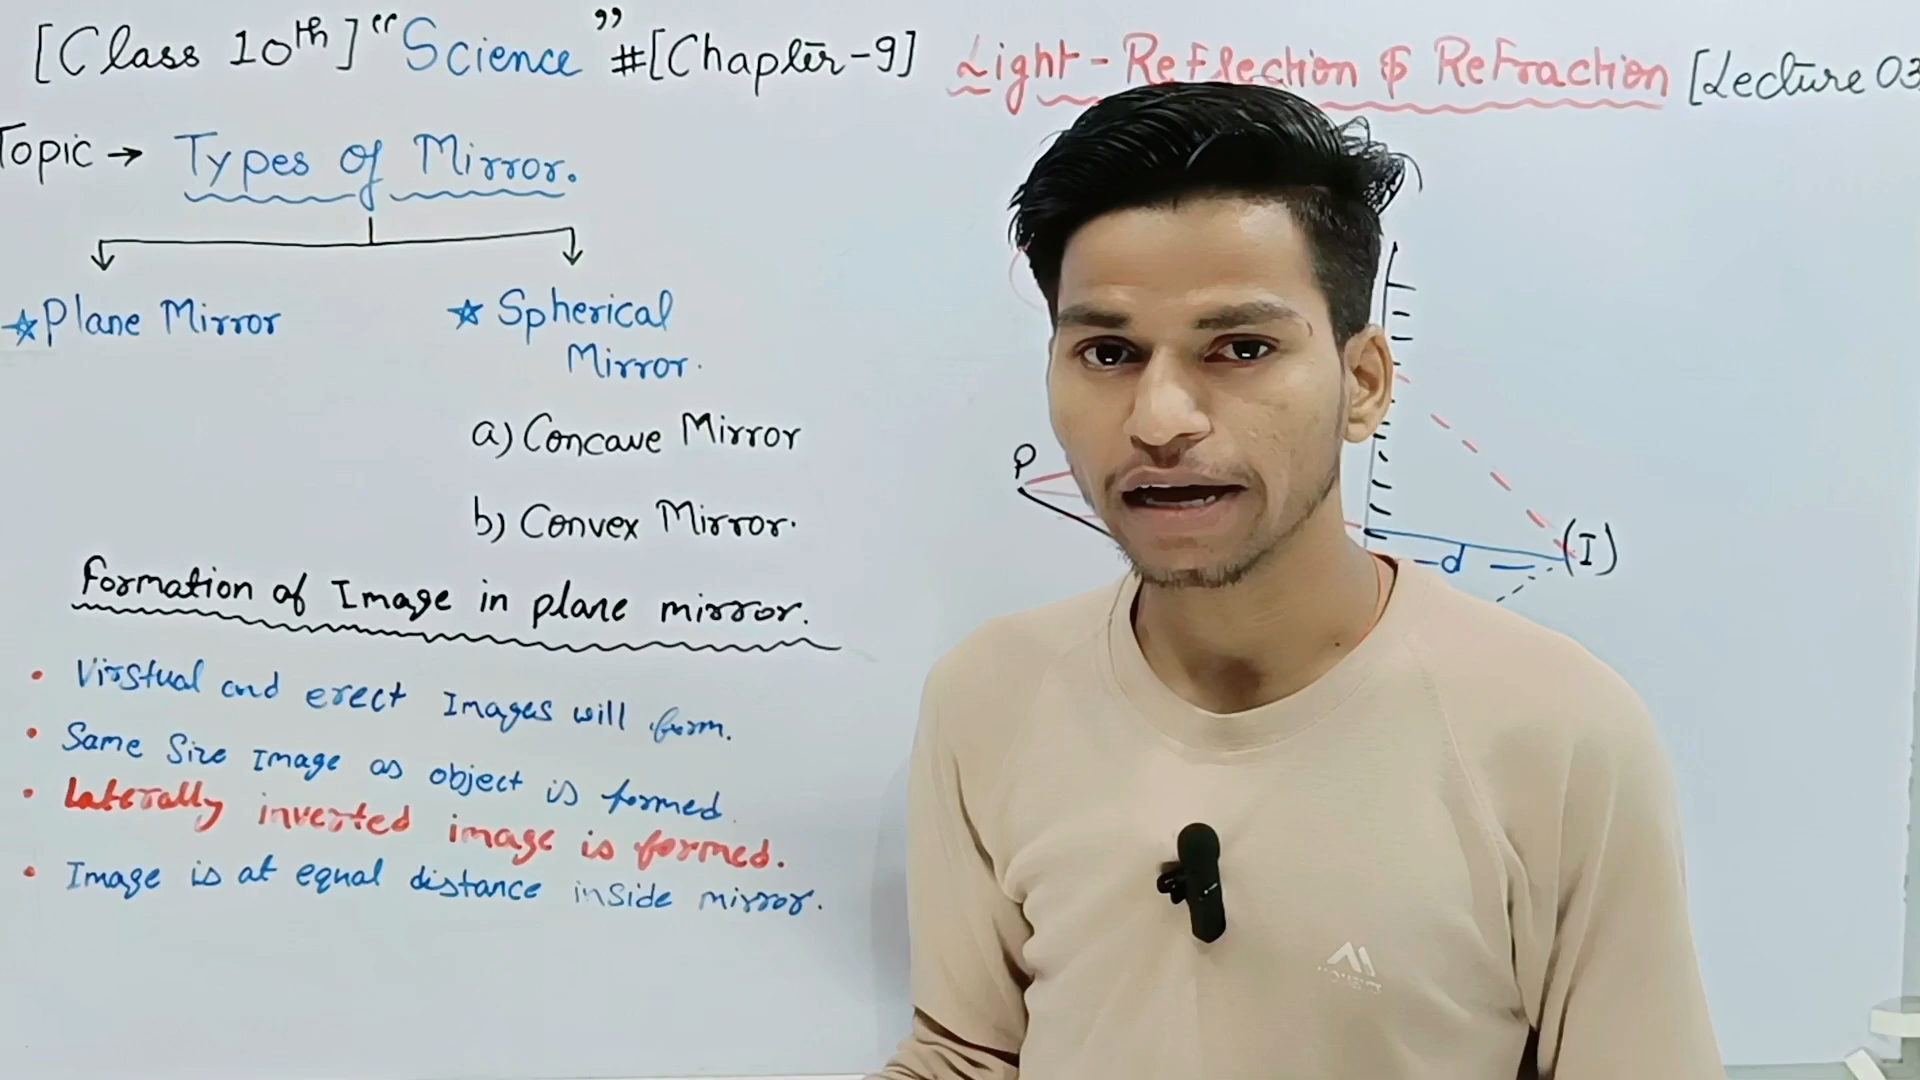 [Class 10th] "Science" #[Chapter-9] Light-Reflection & Refraction [Lecture 03
Topic → Types of Mirror.
☆ Plane Mirror
☆ Spherical
Mirror.
a) Concave Mirror
b) Convex Mirror.
Formation of Image in plane mirror.
• Virstual and erect Images will form.
• Same Size Image as object is formed.
• Laterally inverted image is formed.
• Image is at equal distance inside mirror.
P
d
(I)